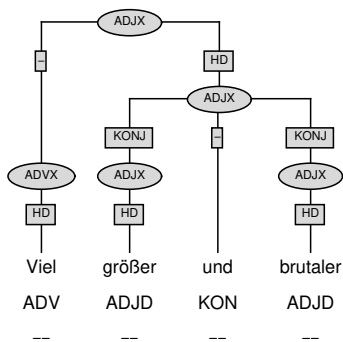 ADJX
– HD
ADJX
KONJ – KONJ
ADVX ADJX ADJX
HD HD HD
Viel größer und brutaler
ADV ADJD KON ADJD
-- -- -- --